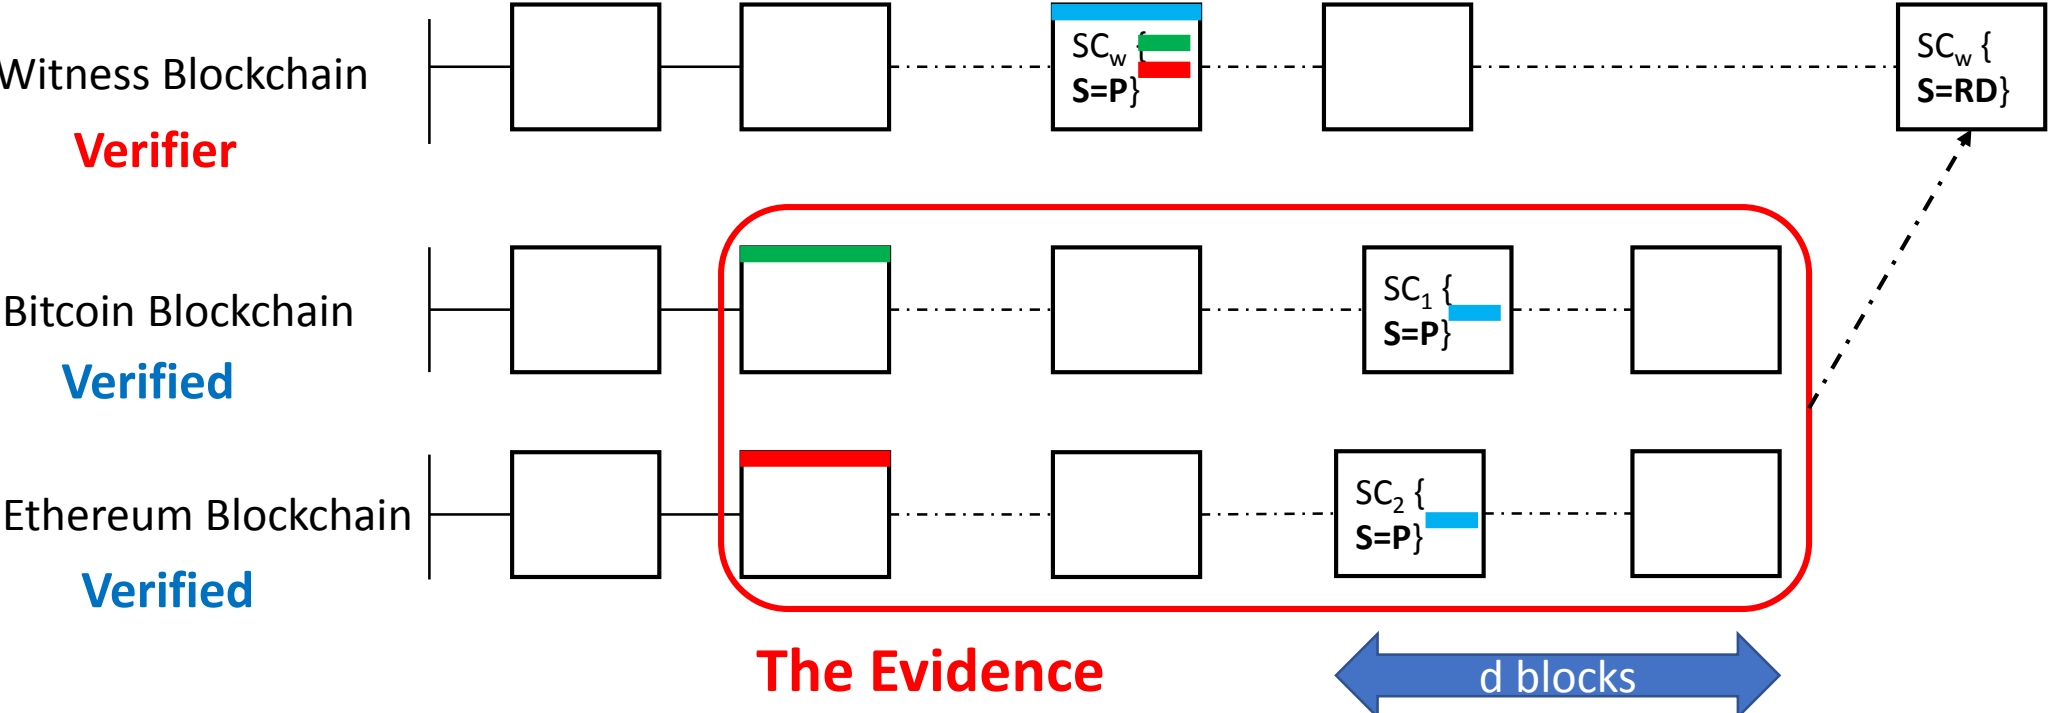 Witness Blockchain
Verifier
SCw {
S=P}
SCw {
S=RD}
Bitcoin Blockchain
Verified
SC1 {
S=P}
Ethereum Blockchain
Verified
SC2 {
S=P}
The Evidence
d blocks